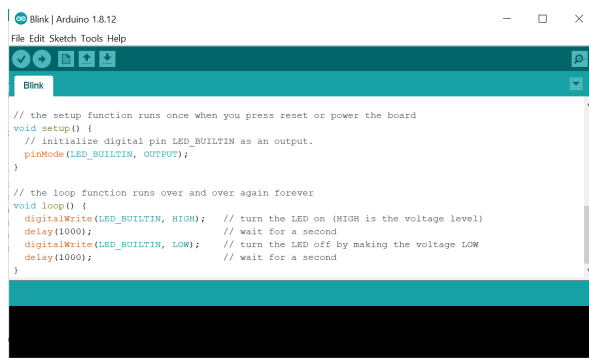 Blink | Arduino 1.8.12
File Edit Sketch Tools Help
Blink
// the setup function runs once when you press reset or power the board
void setup() {
  // initialize digital pin LED_BUILTIN as an output.
  pinMode(LED_BUILTIN, OUTPUT);
}
// the loop function runs over and over again forever
void loop() {
  digitalWrite(LED_BUILTIN, HIGH);   // turn the LED on (HIGH is the voltage level)
  delay(1000);                       // wait for a second
  digitalWrite(LED_BUILTIN, LOW);    // turn the LED off by making the voltage LOW
  delay(1000);                       // wait for a second
}